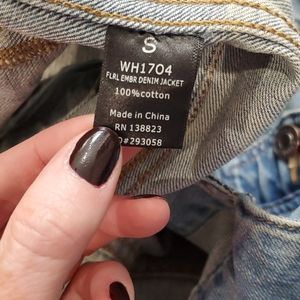 S
WH1704
FLRL EMBR DENIM JACKET
100%cotton
Made in China
RN 138823
O#293058